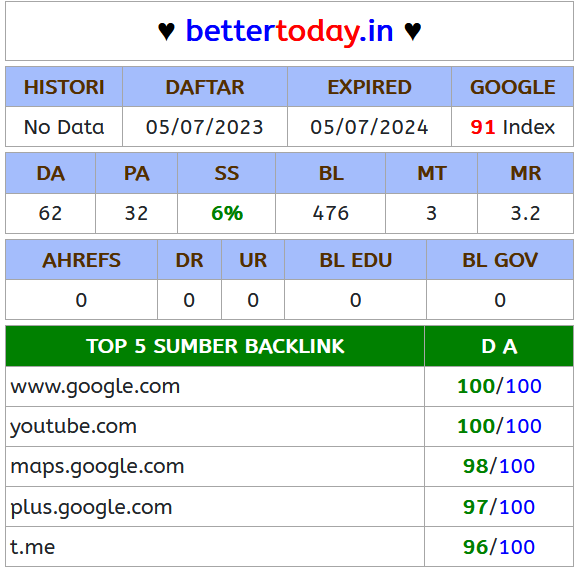 ♥ bettertoday.in ♥
HISTORI DAFTAR EXPIRED GOOGLE
No Data 05/07/2023 05/07/2024 91 Index
DA PA SS BL MT MR
62 32 6% 476 3 3.2
AHREFS DR UR BL EDU BL GOV
0 0 0 0 0
TOP 5 SUMBER BACKLINK D A
www.google.com 100/100
youtube.com 100/100
maps.google.com 98/100
plus.google.com 97/100
t.me 96/100